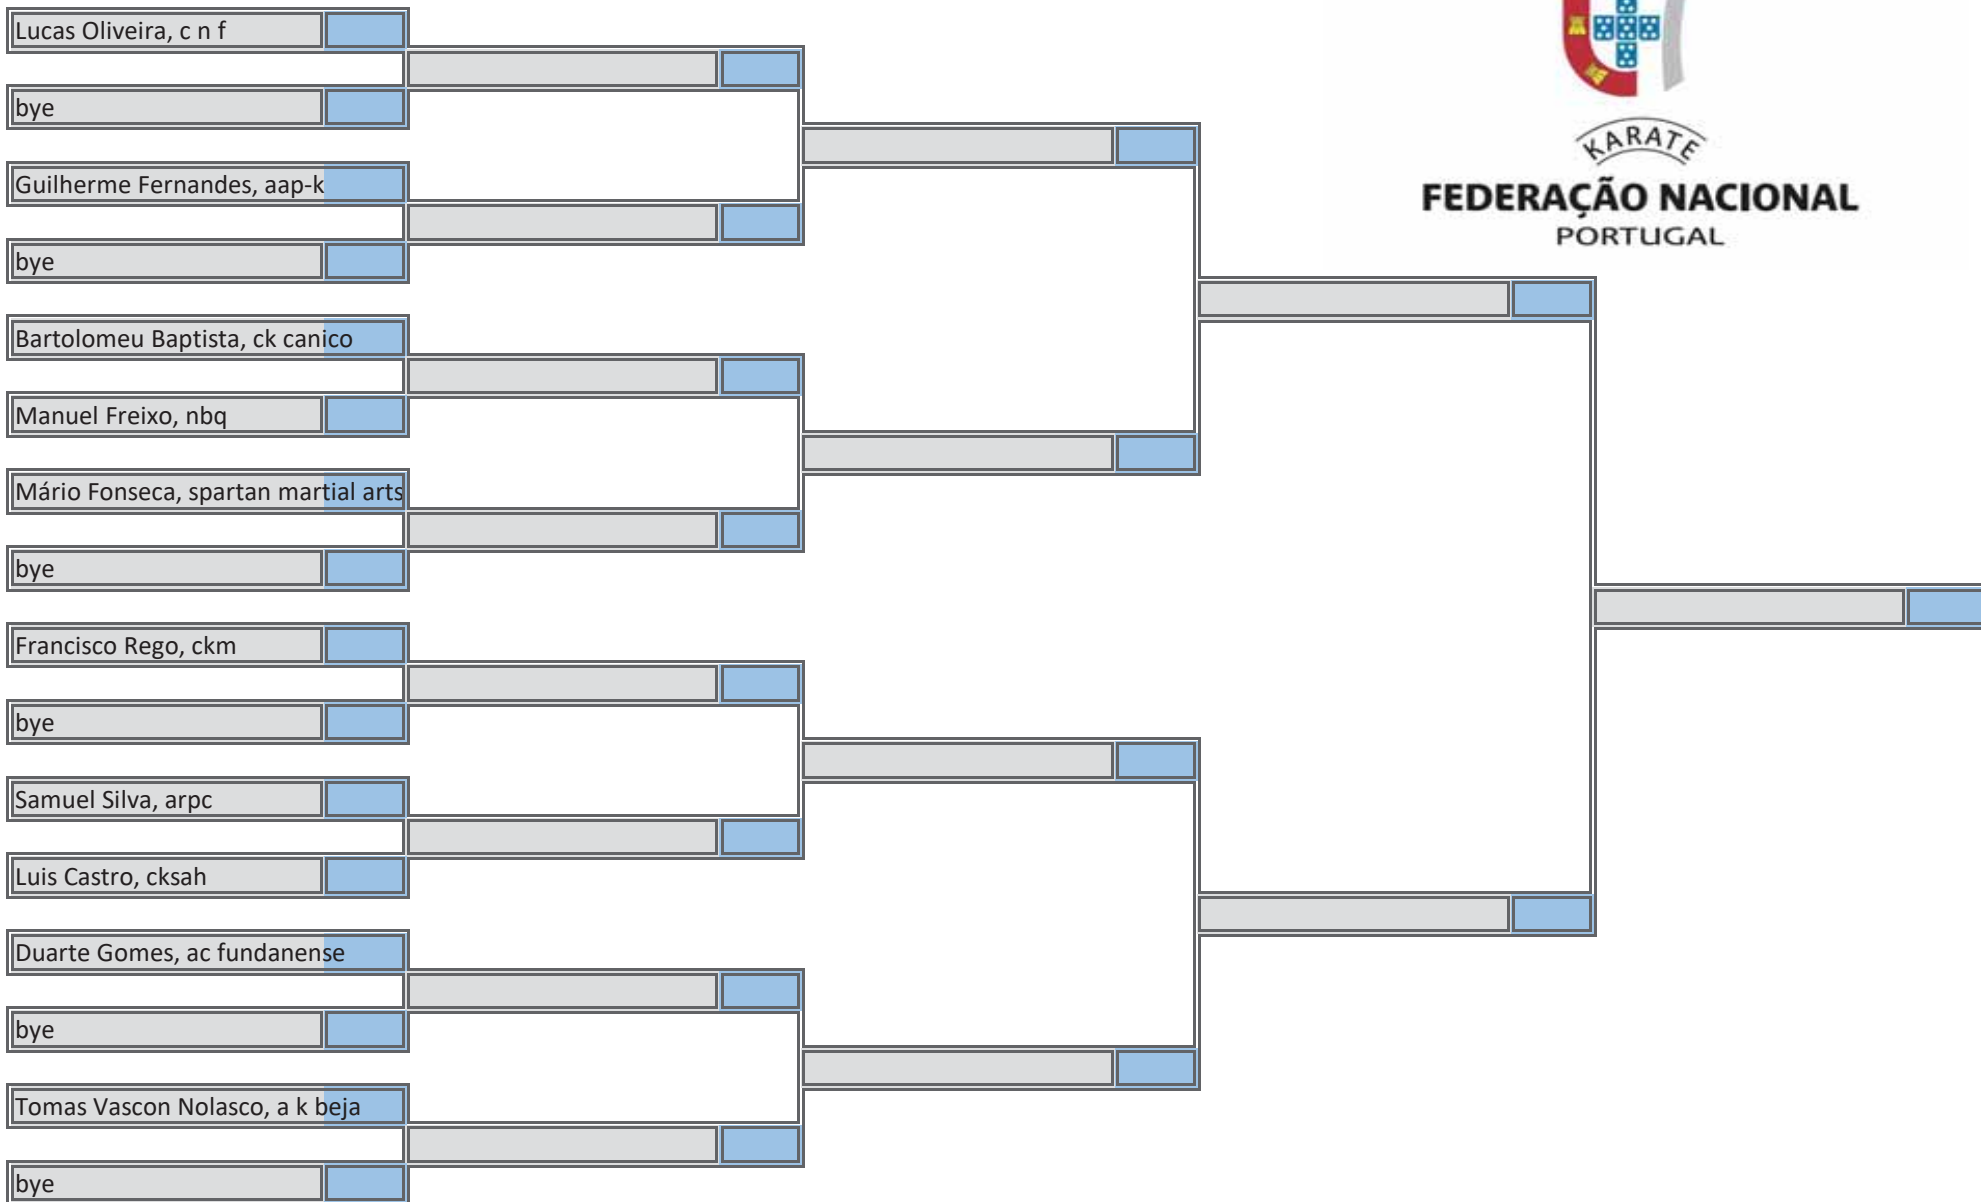 Lucas Oliveira, c n f
bye
Guilherme Fernandes, aap-k
bye
Bartolomeu Baptista, ck canico
Manuel Freixo, nbq
Mário Fonseca, spartan martial arts
bye
Francisco Rego, ckm
bye
Samuel Silva, arpc
Luis Castro, cksah
Duarte Gomes, ac fundanense
bye
Tomas Vascon Nolasco, a k beja
bye
KARATE
FEDERAÇÃO NACIONAL
PORTUGAL